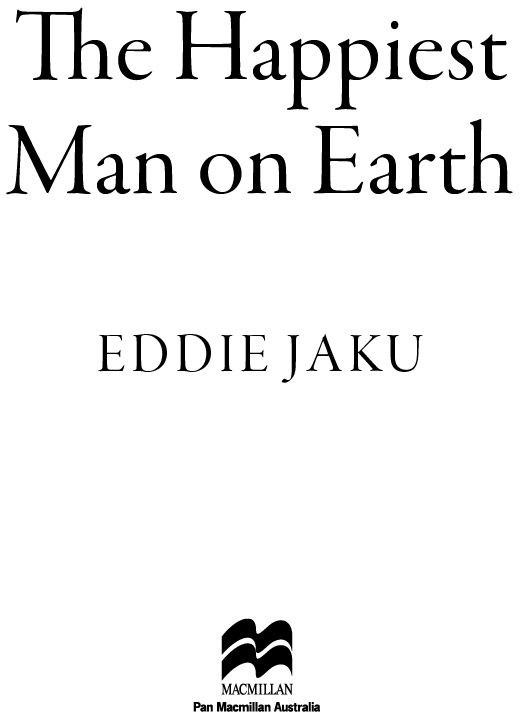 The Happiest
Man on Earth
EDDIE JAKU
MACMILLAN
Pan Macmillan Australia